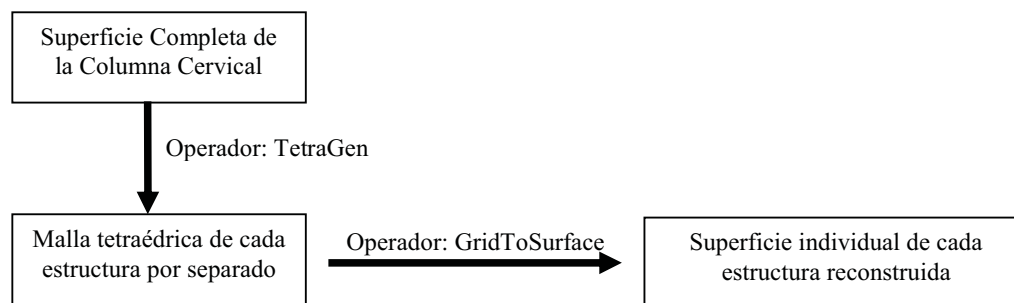 Superficie Completa de
la Columna Cervical
Operador: TetraGen
Malla tetraédrica de cada
estructura por separado
Operador: GridToSurface
Superficie individual de cada
estructura reconstruida